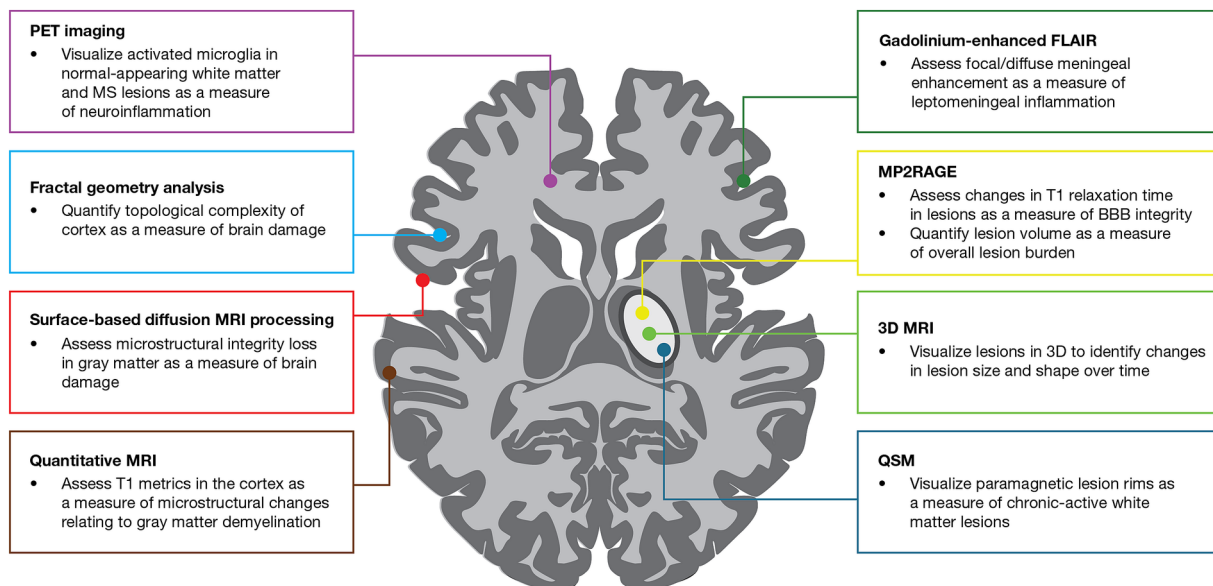 PET imaging
• Visualize activated microglia in
normal-appearing white matter
and MS lesions as a measure
of neuroinflammation
Fractal geometry analysis
• Quantify topological complexity of
cortex as a measure of brain damage
Surface-based diffusion MRI processing
• Assess microstructural integrity loss
in gray matter as a measure of brain
damage
Quantitative MRI
• Assess T1 metrics in the cortex as
a measure of microstructural changes
relating to gray matter demyelination
Gadolinium-enhanced FLAIR
• Assess focal/diffuse meningeal
enhancement as a measure of
leptomeningeal inflammation
MP2RAGE
• Assess changes in T1 relaxation time
in lesions as a measure of BBB integrity
• Quantify lesion volume as a measure
of overall lesion burden
3D MRI
• Visualize lesions in 3D to identify changes
in lesion size and shape over time
QSM
• Visualize paramagnetic lesion rims as
a measure of chronic-active white
matter lesions